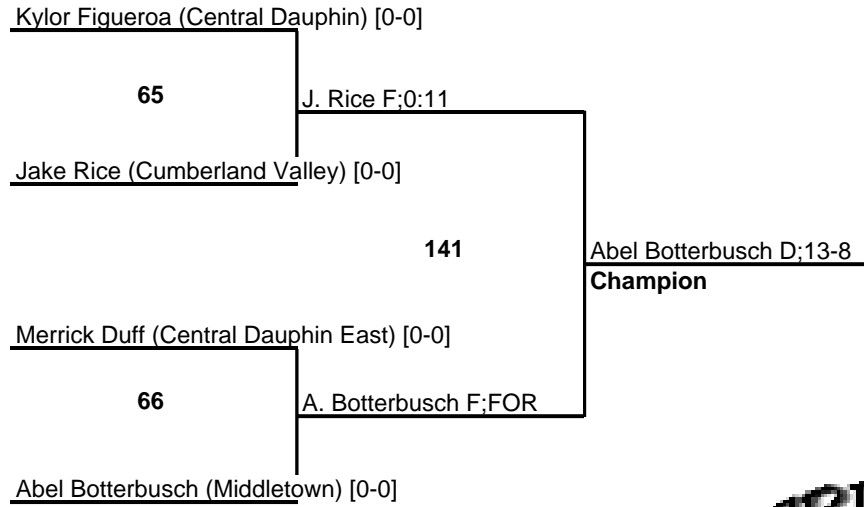 Kylor Figueroa (Central Dauphin) [0-0]
65
J. Rice F;0:11
Jake Rice (Cumberland Valley) [0-0]
141
Abel Botterbusch D;13-8
Champion
Merrick Duff (Central Dauphin East) [0-0]
66
A. Botterbusch F;FOR
Abel Botterbusch (Middletown) [0-0]